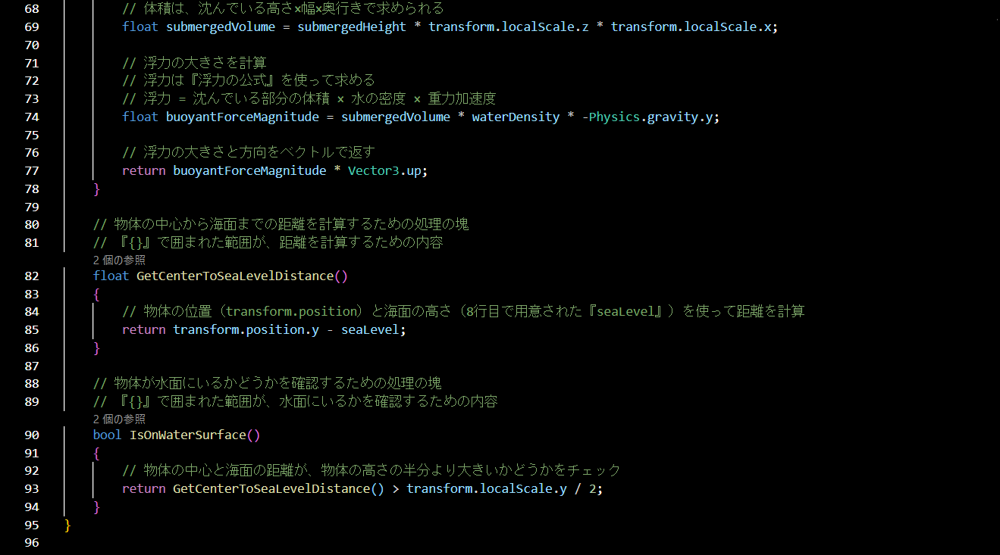 68 // 体積は、沈んでいる高さ×幅×奥行きで求められる
69 float submergedVolume = submergedHeight * transform.localScale.z * transform.localScale.x;
70
71 // 浮力の大きさを計算
72 // 浮力は『浮力の公式』を使って求める
73 // 浮力 = 沈んでいる部分の体積 × 水の密度 × 重力加速度
74 float buoyantForceMagnitude = submergedVolume * waterDensity * -Physics.gravity.y;
75
76 // 浮力の大きさと方向をベクトルで返す
77 return buoyantForceMagnitude * Vector3.up;
78 }
79
80 // 物体の中心から海面までの距離を計算するための処理の塊
81 // 『{}』で囲まれた範囲が、距離を計算するための内容
2 個の参照
82 float GetCenterToSeaLevelDistance()
83 {
84 // 物体の位置（transform.position）と海面の高さ（8行目で用意された『seaLevel』）を使って距離を計算
85 return transform.position.y - seaLevel;
86 }
87
88 // 物体が水面にいるかどうかを確認するための処理の塊
89 // 『{}』で囲まれた範囲が、水面にいるかを確認するための内容
2 個の参照
90 bool IsOnWaterSurface()
91 {
92 // 物体の中心と海面の距離が、物体の高さの半分より大きいかどうかをチェック
93 return GetCenterToSeaLevelDistance() > transform.localScale.y / 2;
94 }
95 }
96